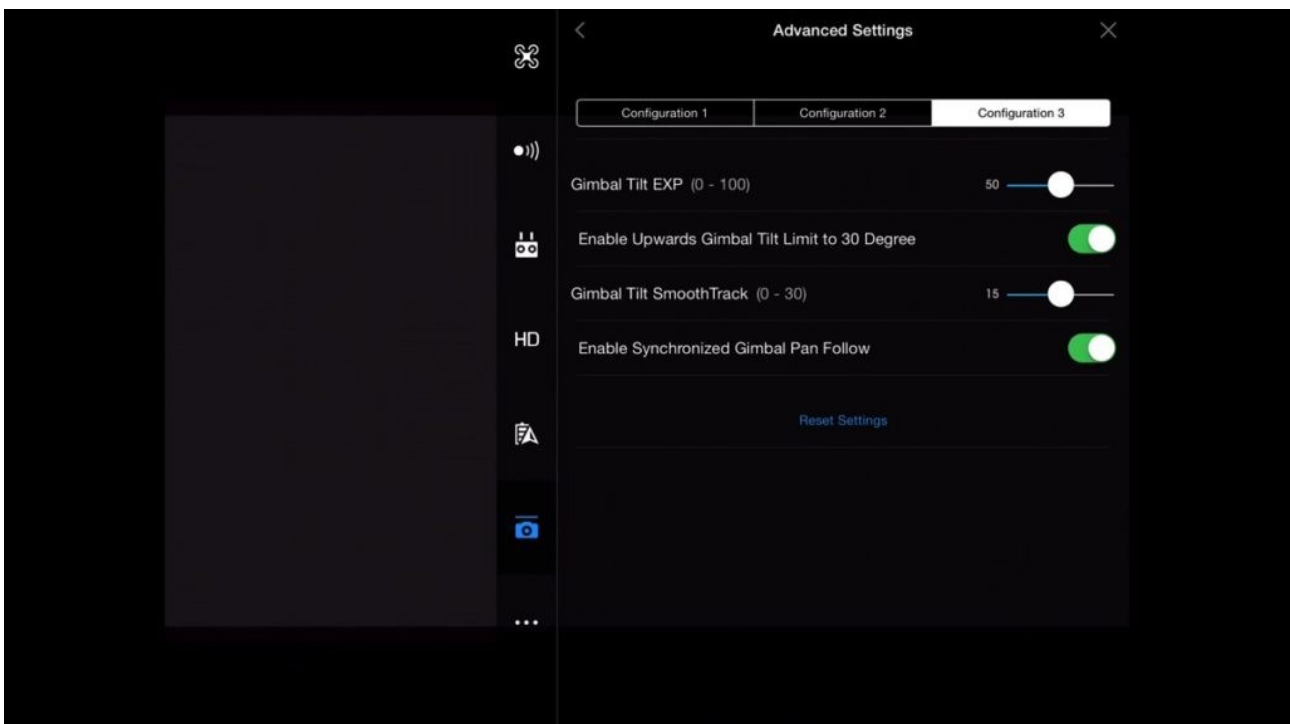 Advanced Settings
Configuration 1 Configuration 2 Configuration 3
Gimbal Tilt EXP (0 - 100) 50
Enable Upwards Gimbal Tilt Limit to 30 Degree
Gimbal Tilt SmoothTrack (0 - 30) 15
HD
Enable Synchronized Gimbal Pan Follow
Reset Settings